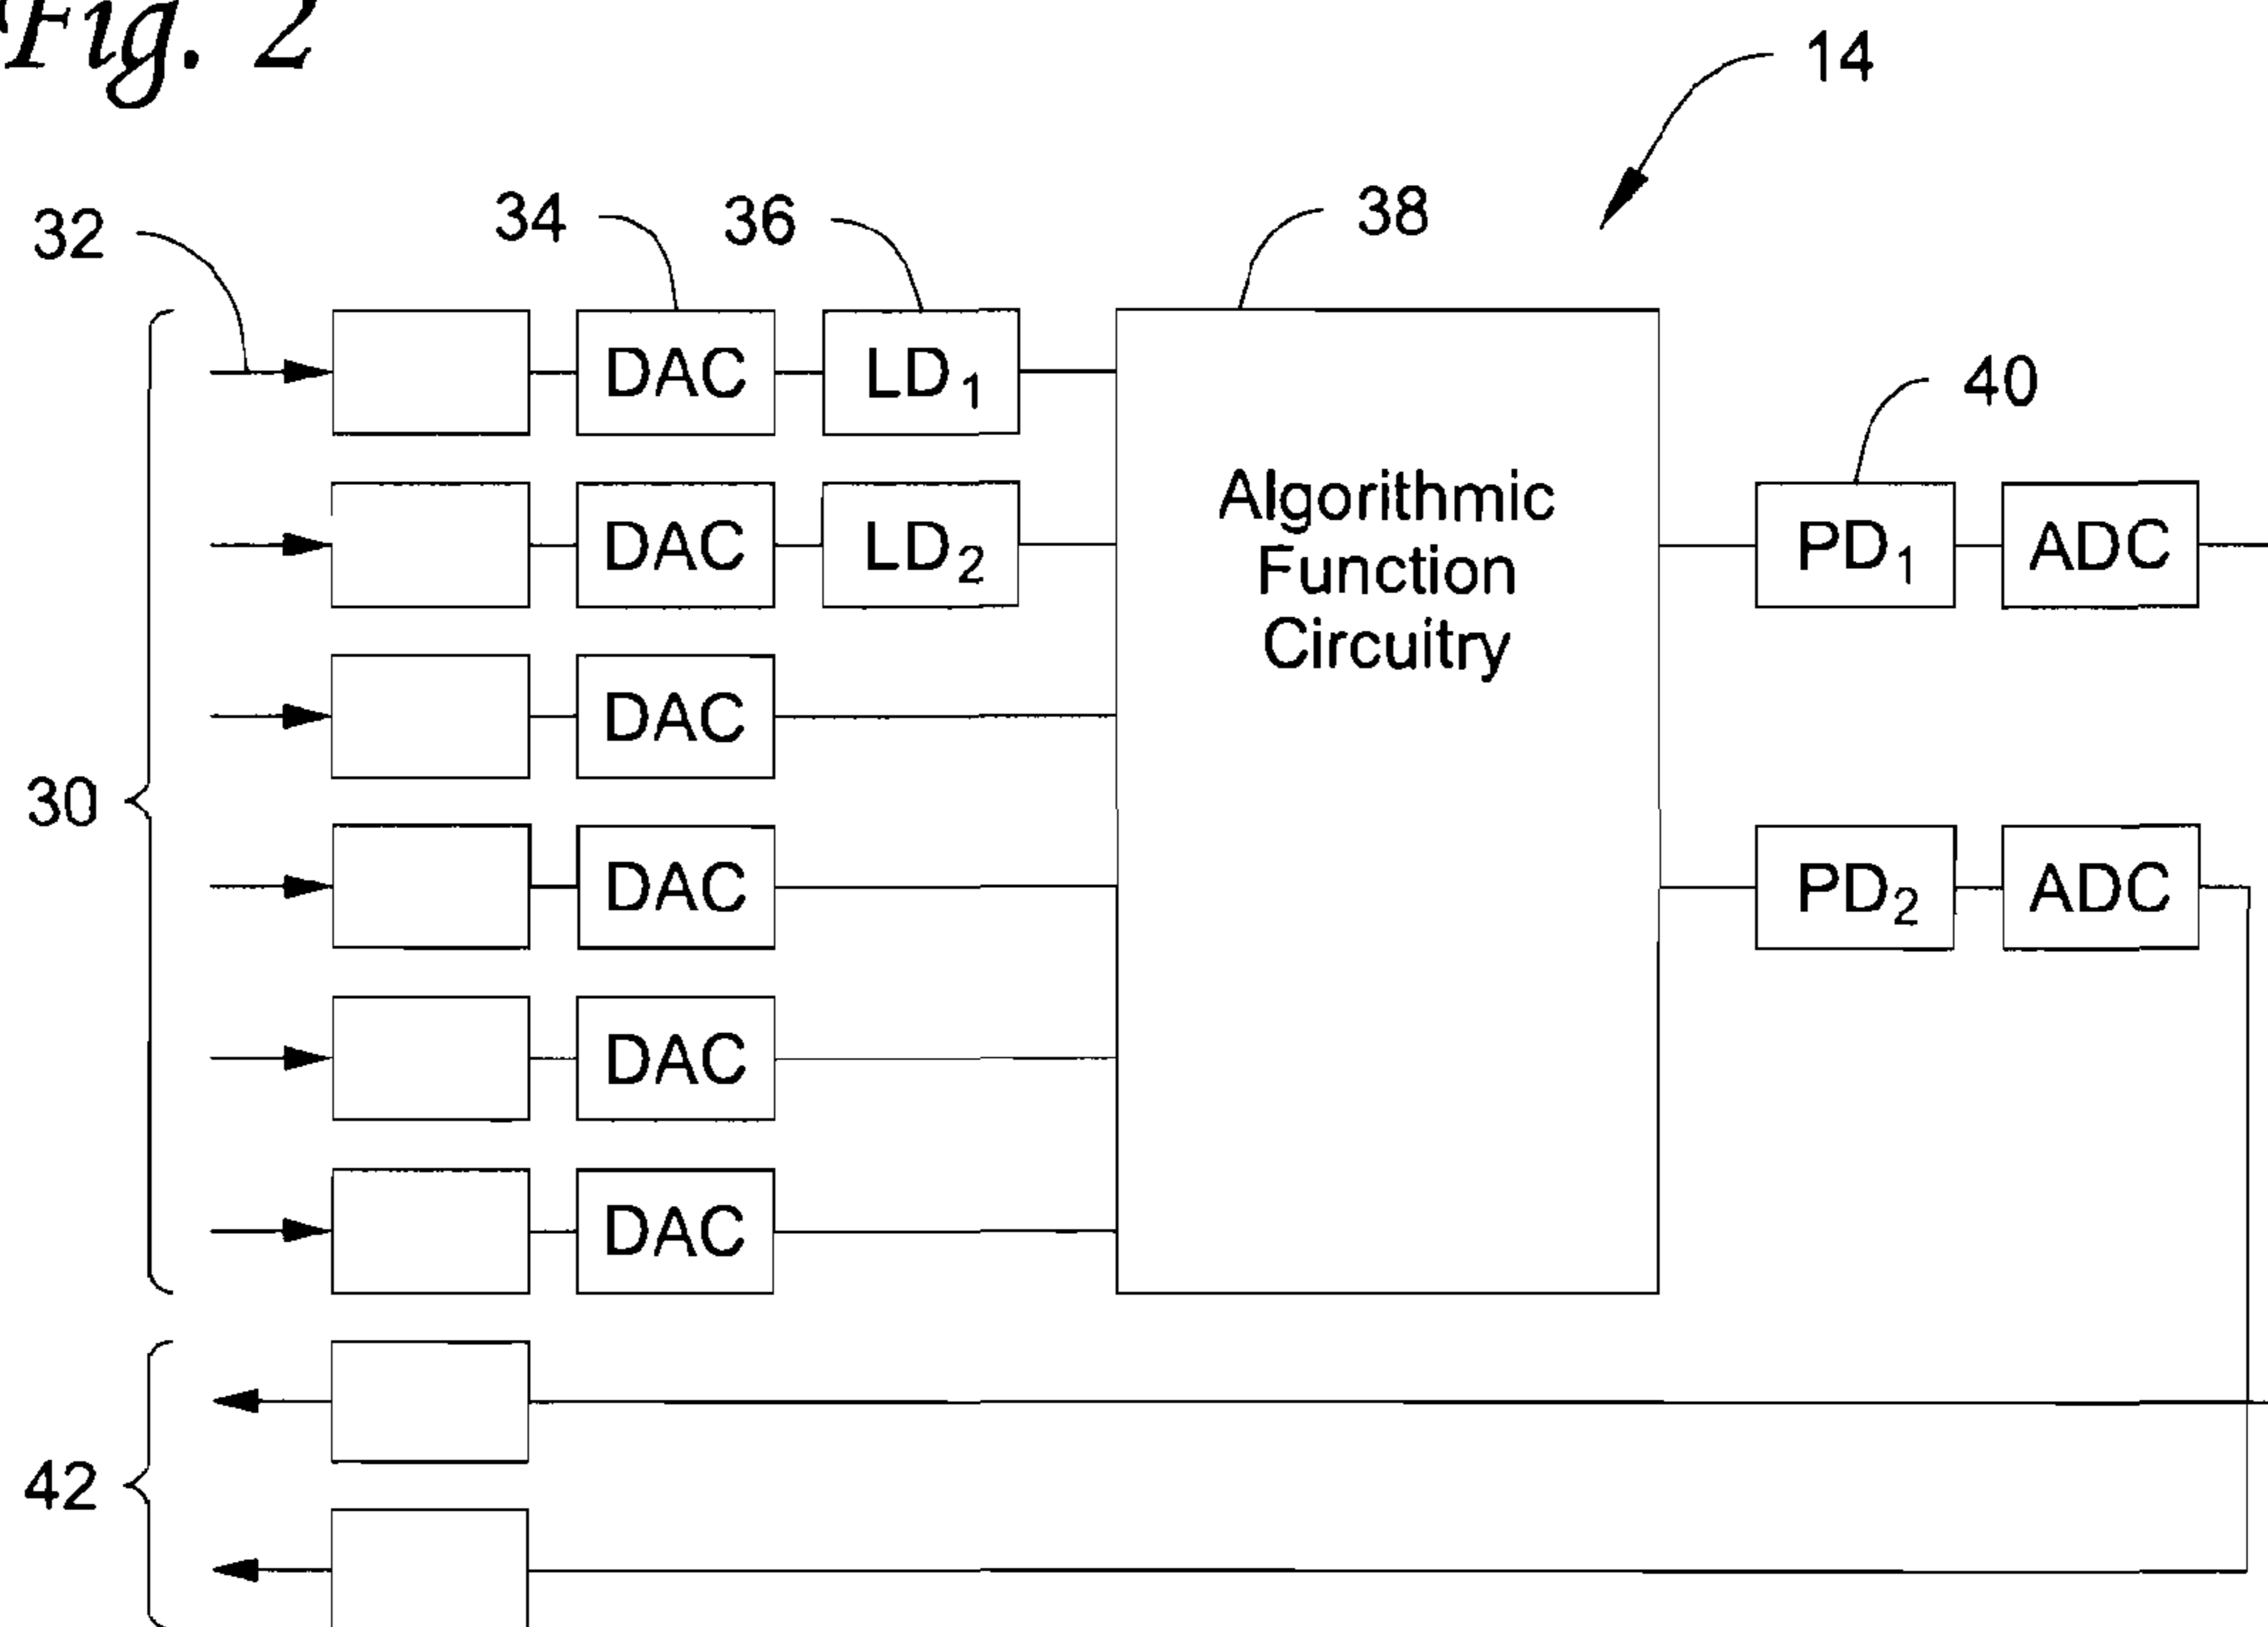 Fig. 2
14
32
34
36
38
DAC
LD1
40
DAC
LD2
Algorithmic
Function
Circuitry
PD1
ADC
DAC
30
DAC
PD2
ADC
DAC
DAC
42